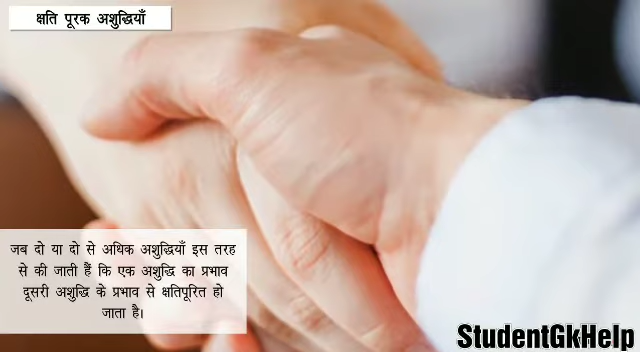 क्षति पूरक अशुद्धियाँ
जब दो या दो से अधिक अशुद्धियाँ इस तरह
से की जाती हैं कि एक अशुद्धि का प्रभाव
दूसरी अशुद्धि के प्रभाव से क्षतिपूरित हो
जाता है।
StudentGkHelp